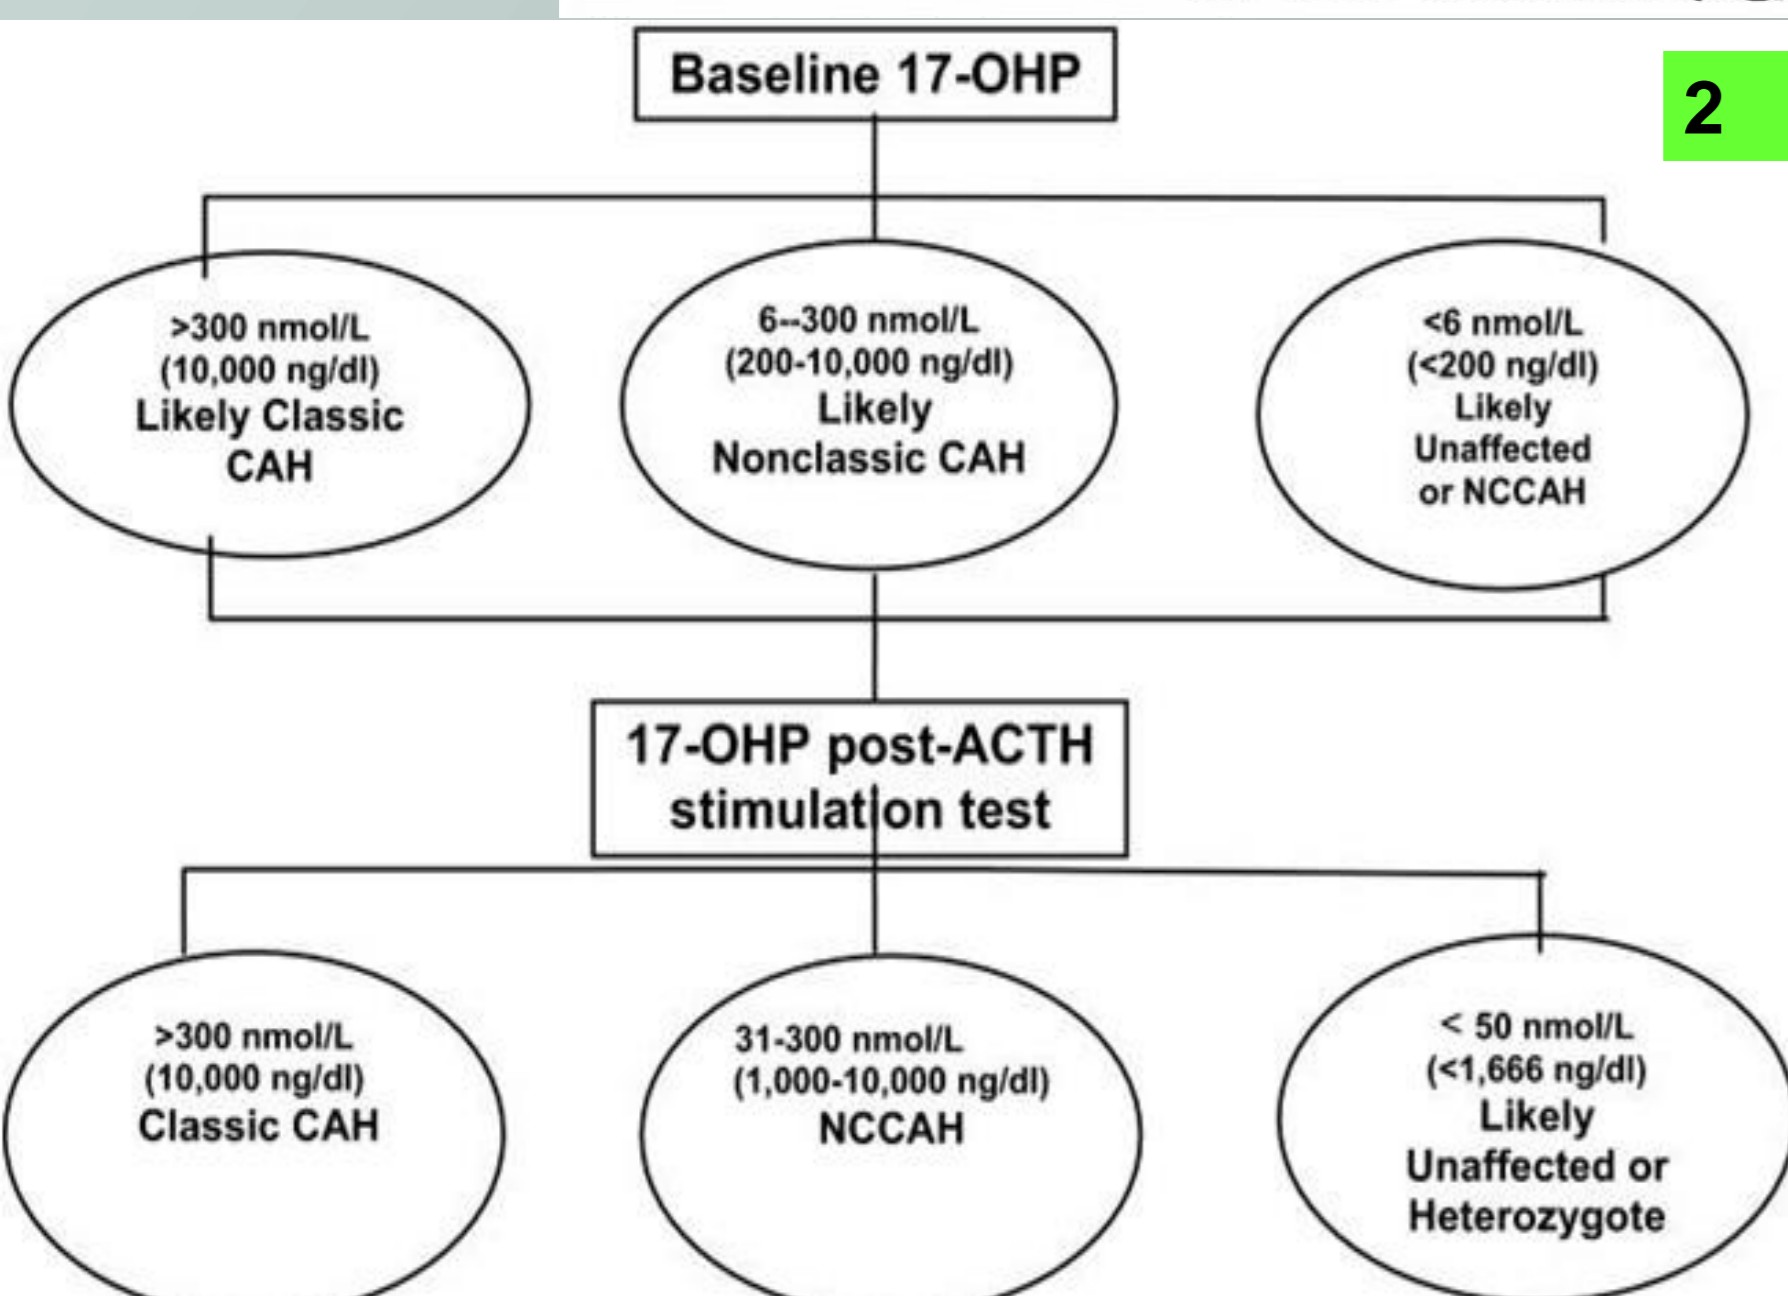 Baseline 17-OHP
2
>300 nmol/L
(10,000 ng/dl)
Likely Classic
CAH
6--300 nmol/L
(200-10,000 ng/dl)
Likely
Nonclassic CAH
<6 nmol/L
(<200 ng/dl)
Likely
Unaffected
or NCCAH
17-OHP post-ACTH
stimulation test
>300 nmol/L
(10,000 ng/dl)
Classic CAH
31-300 nmol/L
(1,000-10,000 ng/dl)
NCCAH
< 50 nmol/L
(<1,666 ng/dl)
Likely
Unaffected or
Heterozygote